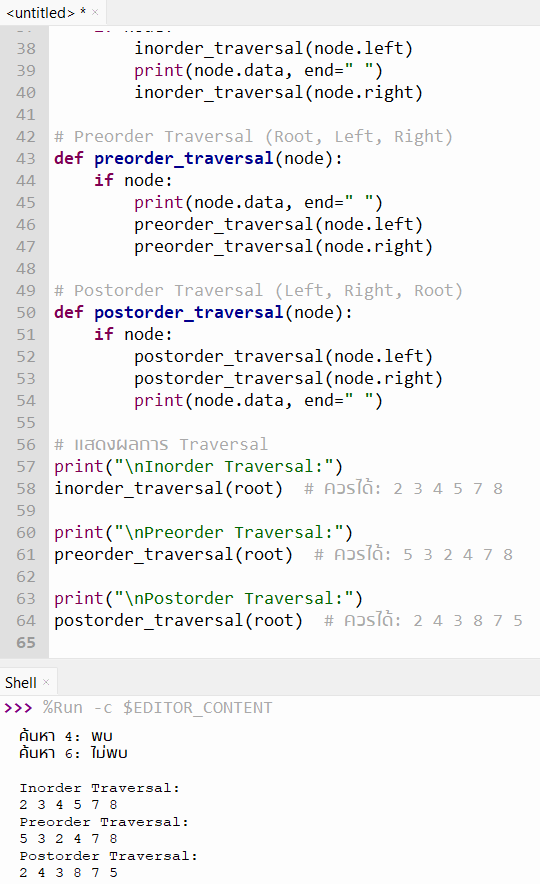 <untitled> *
38 inorder_traversal(node.left)
39 print(node.data, end=" ")
40 inorder_traversal(node.right)
41
42 # Preorder Traversal (Root, Left, Right)
43 def preorder_traversal(node):
44 if node:
45 print(node.data, end=" ")
46 preorder_traversal(node.left)
47 preorder_traversal(node.right)
48
49 # Postorder Traversal (Left, Right, Root)
50 def postorder_traversal(node):
51 if node:
52 postorder_traversal(node.left)
53 postorder_traversal(node.right)
54 print(node.data, end=" ")
55
56 # แสดงผลการ Traversal
57 print("\nInorder Traversal:")
58 inorder_traversal(root)  # ควรได้: 2 3 4 5 7 8
59
60 print("\nPreorder Traversal:")
61 preorder_traversal(root)  # ควรได้: 5 3 2 4 7 8
62
63 print("\nPostorder Traversal:")
64 postorder_traversal(root)  # ควรได้: 2 4 3 8 7 5
65
Shell
>>> %Run -c $EDITOR_CONTENT
ค้นหา 4: พบ
ค้นหา 6: ไม่พบ
Inorder Traversal:
2 3 4 5 7 8
Preorder Traversal:
5 3 2 4 7 8
Postorder Traversal:
2 4 3 8 7 5